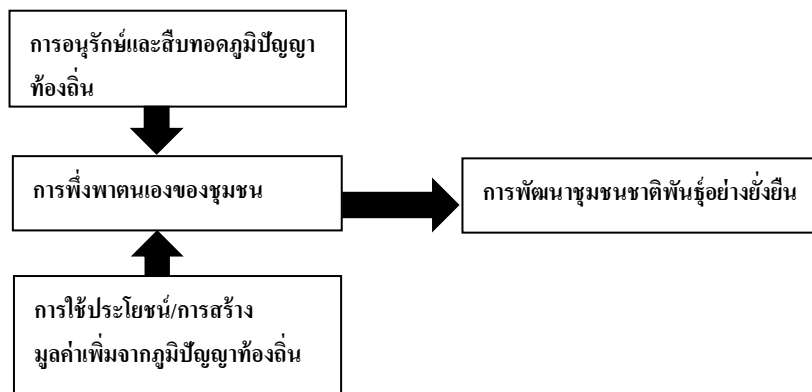 การอนุรักษ์และสืบทอดภูมิปัญญา
ท้องถิ่น
การพึ่งพาตนเองของชุมชน
การพัฒนาชุมชนชาติพันธุ์อย่างยั่งยืน
การใช้ประโยชน์/การสร้าง
มูลค่าเพิ่มจากภูมิปัญญาท้องถิ่น